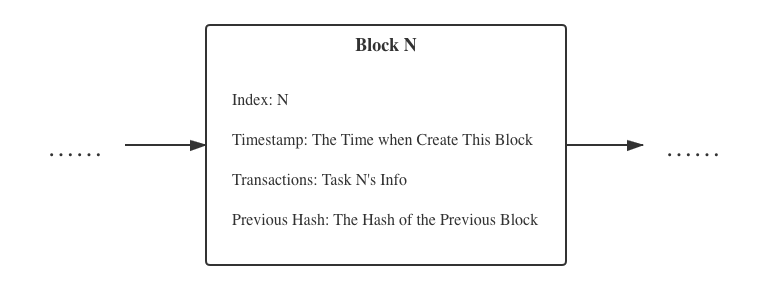 Block N
Index: N
Timestamp: The Time when Create This Block
...... ......
Transactions: Task N's Info
Previous Hash: The Hash of the Previous Block